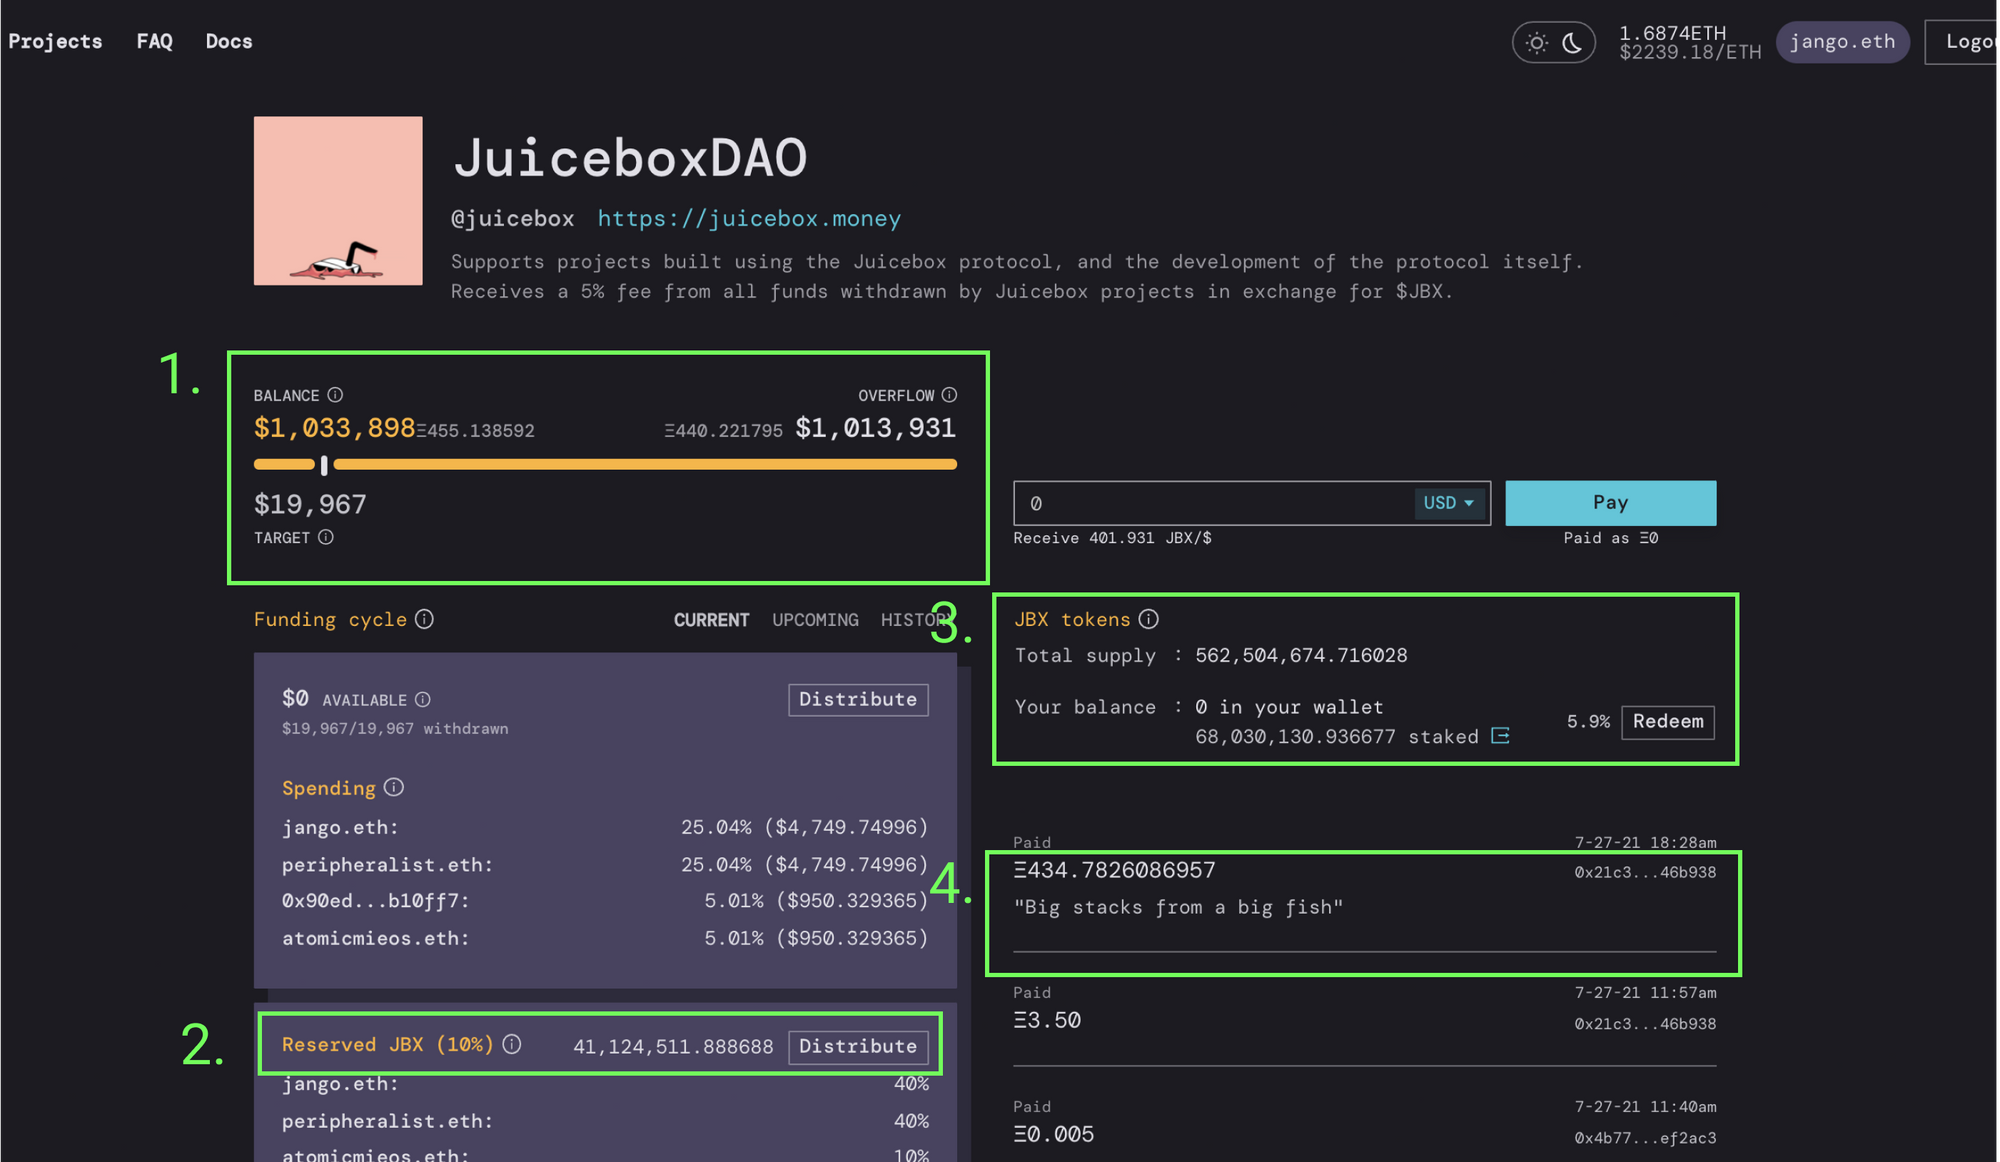 Projects FAQ Docs
1.6874ETH
$2239.18/ETH
jango.eth
Logou
JuiceboxDAO
@juicebox https://juicebox.money
Supports projects built using the Juicebox protocol, and the development of the protocol itself.
Receives a 5% fee from all funds withdrawn by Juicebox projects in exchange for $JBX.
1.
BALANCE
OVERFLOW
$1,033,898 Ξ455.138592
Ξ440.221795 $1,013,931
$19,967
TARGET
0 USD
Pay
Receive 401.931 JBX/$
Paid as Ξ0
Funding cycle
CURRENT UPCOMING HISTORY
$0 AVAILABLE
Distribute
$19,967/19,967 withdrawn
Spending
jango.eth: 25.04% ($4,749.74996)
peripheralist.eth: 25.04% ($4,749.74996)
0x90ed...b10ff7: 5.01% ($950.329365)
atomicmieos.eth: 5.01% ($950.329365)
2.
Reserved JBX (10%) 41,124,511.888688 Distribute
jango.eth: 40%
peripheralist.eth: 40%
atomicmieos.eth: 10%
3.
JBX tokens
Total supply : 562,504,674.716028
Your balance : 0 in your wallet
68,030,130.936677 staked
5.9% Redeem
4.
Paid 7-27-21 18:28am
Ξ434.7826086957 0x21c3...46b938
"Big stacks from a big fish"
Paid 7-27-21 11:57am
Ξ3.50 0x21c3...46b938
Paid 7-27-21 11:40am
Ξ0.005 0x4b77...ef2ac3